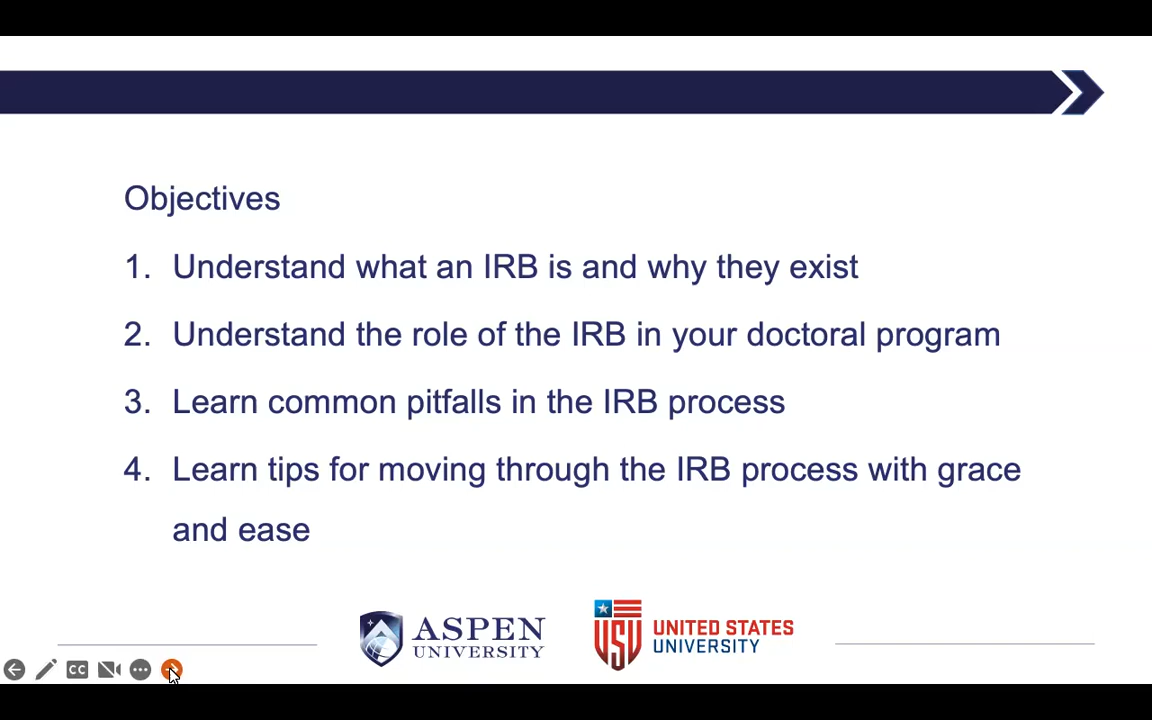 Objectives
1. Understand what an IRB is and why they exist
2. Understand the role of the IRB in your doctoral program
3. Learn common pitfalls in the IRB process
4. Learn tips for moving through the IRB process with grace
and ease
ASPEN
UNIVERSITY
USU
UNITED STATES
UNIVERSITY
CC